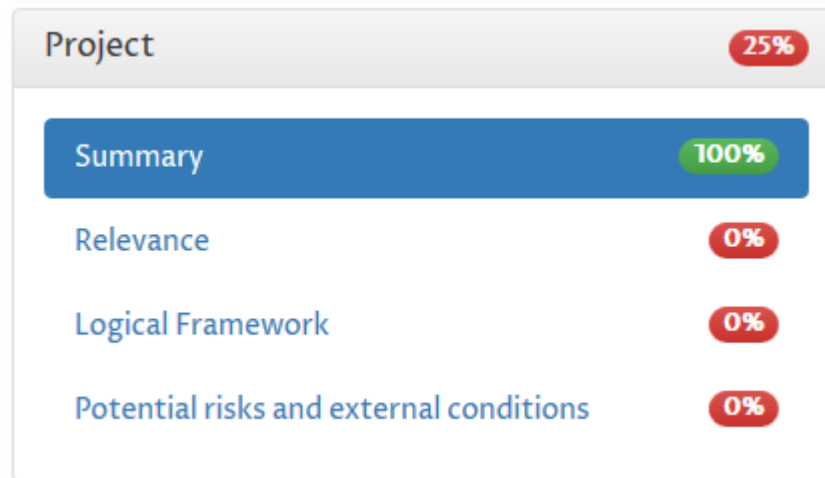 Project 25%
Summary 100%
Relevance 0%
Logical Framework 0%
Potential risks and external conditions 0%